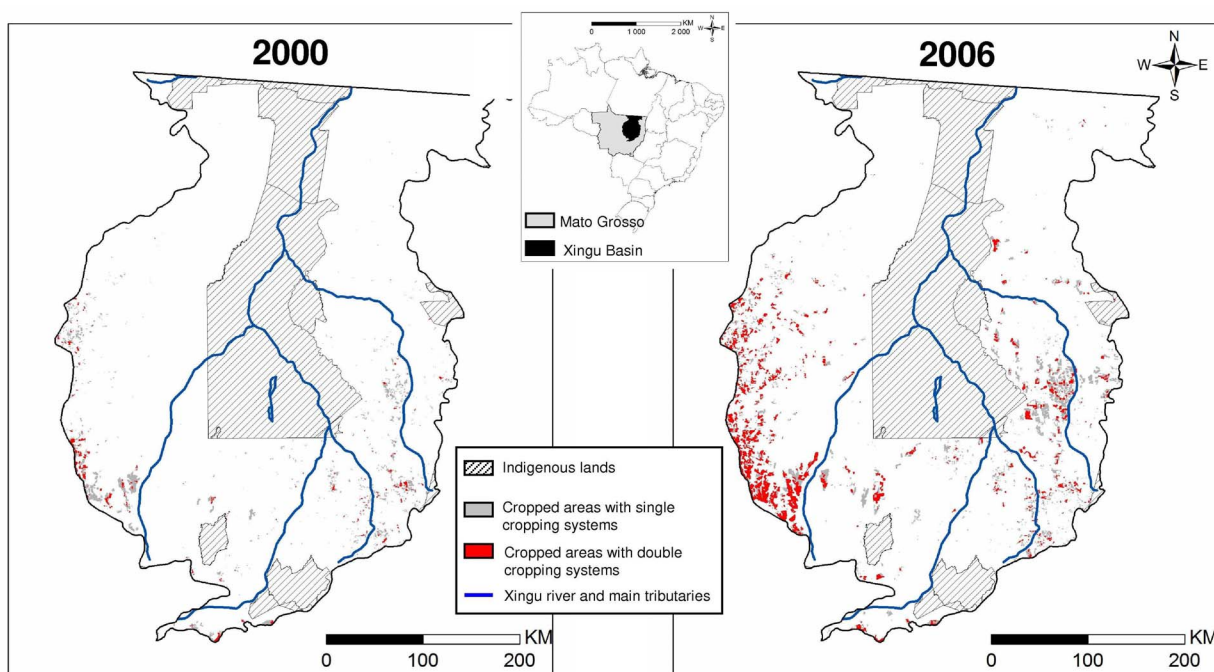 2000
KM
0
1 000
2 000
N
W
E
S
Mato Grosso
Xingu Basin
2006
N
W
E
S
Indigenous lands
Cropped areas with single
cropping systems
Cropped areas with double
cropping systems
Xingu river and main tributaries
KM
0
100
200
KM
0
100
200